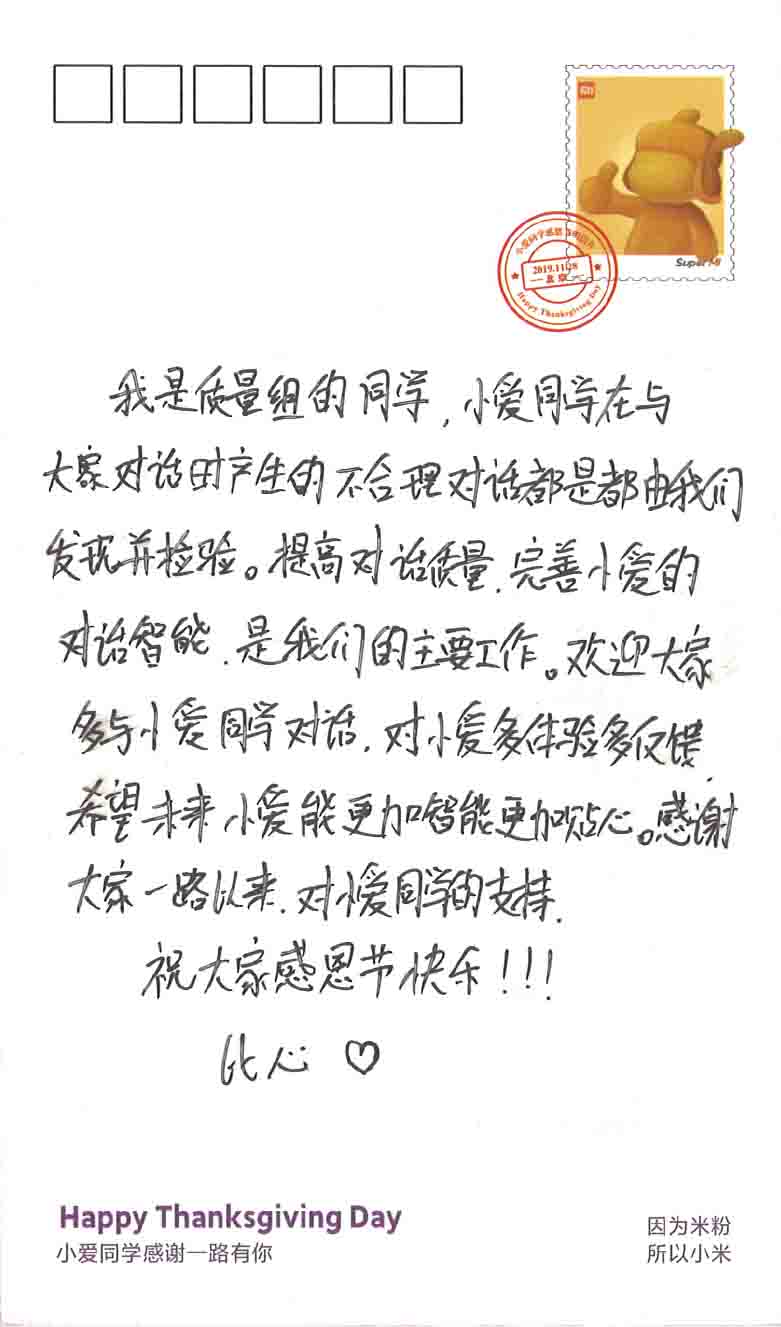 小爱同学感恩节明信片
2019.11.28
北京
Happy Thanksgiving Day
Super Mi
我是质量组的同学,小爱同学在与
大家对话时产生的不合理对话都是都由我们
发现并检验。提高对话质量,完善小爱的
对话智能,是我们的主要工作。欢迎大家
多与小爱同学对话,对小爱多体验多反馈,
希望未来小爱能更加智能更加贴心。感谢
大家一路以来,对小爱同学的支持,
祝大家感恩节快乐!!!
比心 ♡
Happy Thanksgiving Day
小爱同学感谢一路有你
因为米粉
所以小米